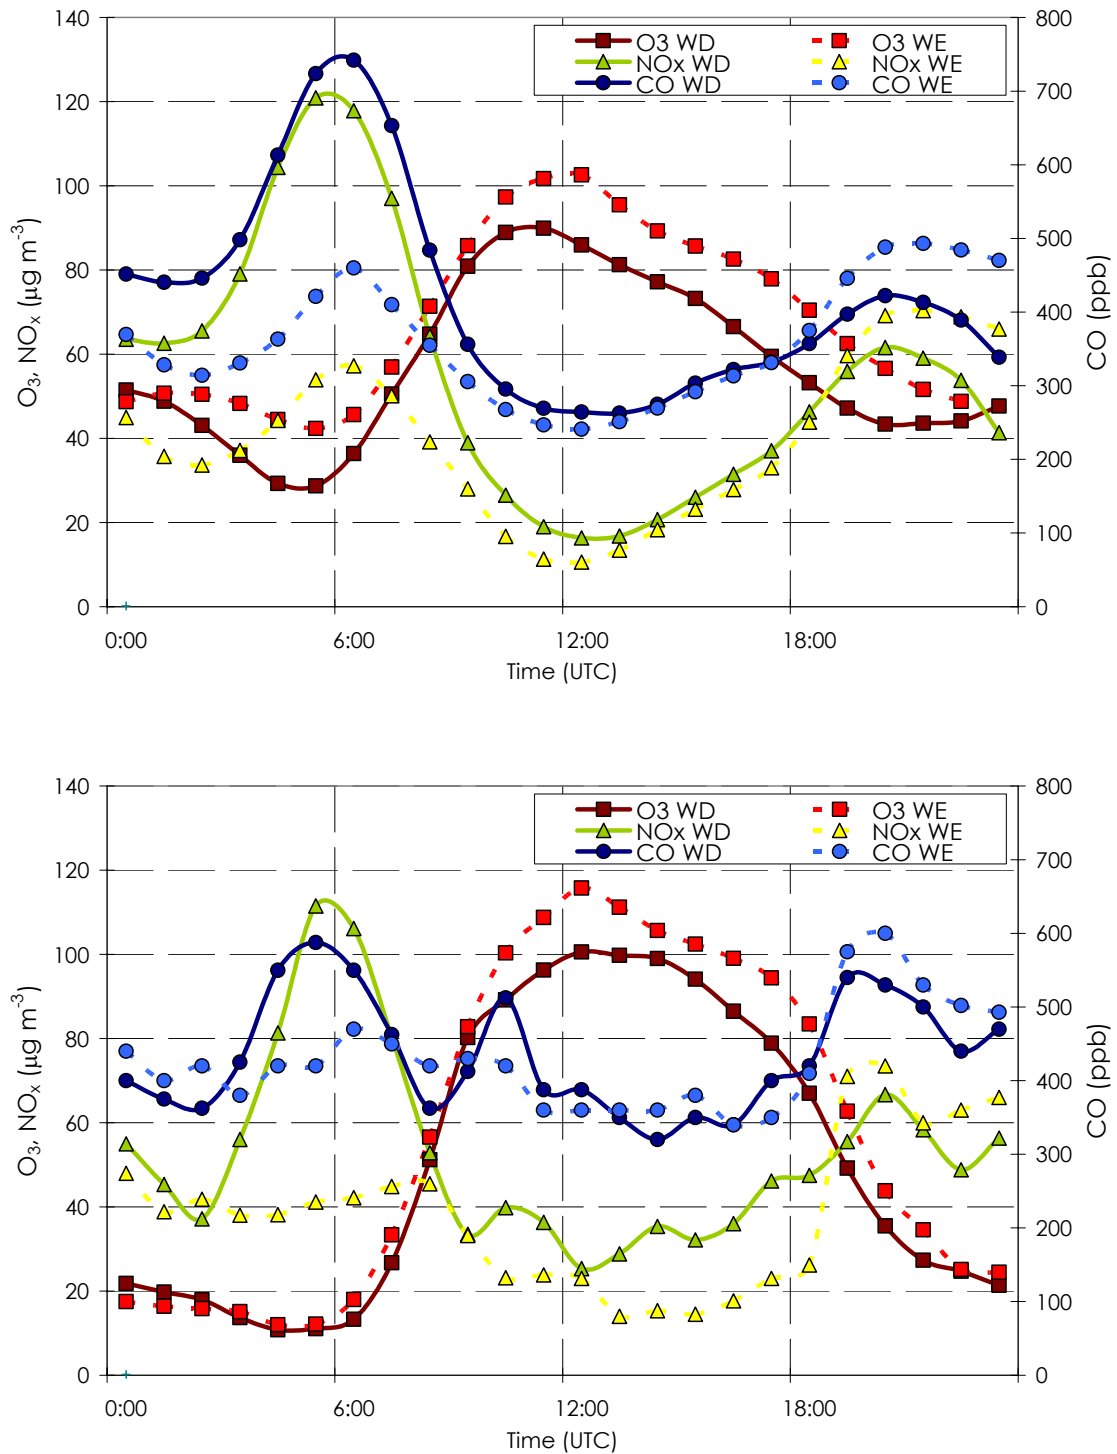 140
120
100
80
60
40
20
0
O₃, NOₓ (µg m⁻³)
800
700
600
500
400
300
200
100
0
CO (ppb)
O3 WD
O3 WE
NOx WD
NOx WE
CO WD
CO WE
0:00 6:00 12:00 18:00
Time (UTC)
140
120
100
80
60
40
20
0
O₃, NOₓ (µg m⁻³)
800
700
600
500
400
300
200
100
0
CO (ppb)
O3 WD
O3 WE
NOx WD
NOx WE
CO WD
CO WE
0:00 6:00 12:00 18:00
Time (UTC)